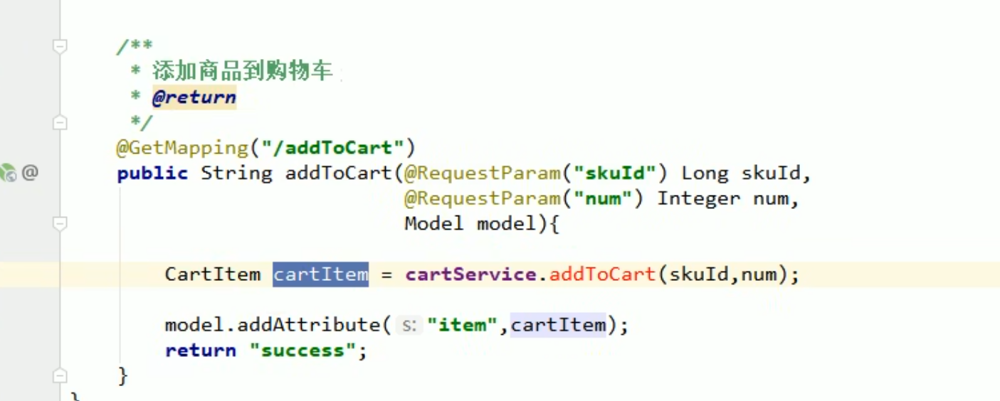 /**
* 添加商品到购物车
* @return
*/
@GetMapping("/addToCart")
@ public String addToCart(@RequestParam("skuId") Long skuId,
@RequestParam("num") Integer num,
Model model){
CartItem cartItem = cartService.addToCart(skuId,num);
model.addAttribute( s: "item",cartItem);
return "success";
}
}